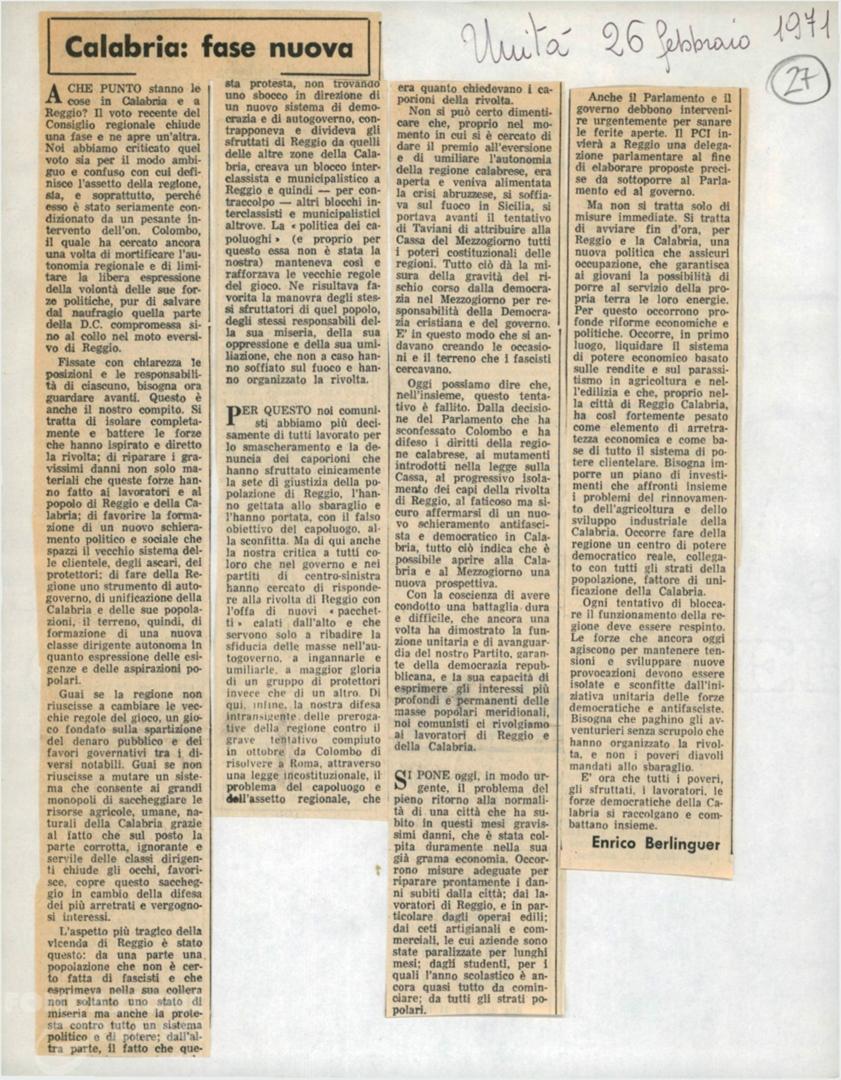 Unità 26 febbraio 1971
27
Calabria: fase nuova
A CHE PUNTO stanno le
cose in Calabria e a
Reggio? Il voto recente del
Consiglio regionale chiude
una fase e ne apre un'altra.
Noi abbiamo criticato quel
voto sia per il modo ambi-
guo e confuso con cui defi-
nisce l'assetto della regione,
sia, e soprattutto, perché
esso è stato seriamente con-
dizionato da un pesante in-
tervento dell'on. Colombo,
il quale ha cercato ancora
una volta di mortificare l'au-
tonomia regionale e di limi-
tare la libera espressione
della volontà delle sue for-
ze politiche, pur di salvare
dal naufragio quella parte
della D.C. compromessa si-
no al collo nel moto eversi-
vo di Reggio.
Fissate con chiarezza le
posizioni e le responsabili-
tà di ciascuno, bisogna ora
guardare avanti. Questo è
anche il nostro compito. Si
tratta di isolare completa-
mente e battere le forze
che hanno ispirato e diretto
la rivolta; di riparare i gra-
vissimi danni non solo ma-
teriali che queste forze han-
no fatto ai lavoratori e al
popolo di Reggio e della Ca-
labria; di favorire la forma-
zione di un nuovo schiera-
mento politico e sociale che
spazzi il vecchio sistema del-
le clientele, degli ascari, dei
protettori; di fare della Re-
gione uno strumento di auto-
governo, di unificazione della
Calabria e delle sue popola-
zioni, il terreno, quindi, di
formazione di una nuova
classe dirigente autonoma in
quanto espressione delle esi-
genze e delle aspirazioni po-
polari.
Guai se la regione non
riuscisse a cambiare le vec-
chie regole del gioco, un gio-
co fondato sulla spartizione
del denaro pubblico e dei
favori governativi tra i di-
versi notabili. Guai se non
riuscisse a mutare un siste-
ma che consente ai grandi
monopoli di saccheggiare le
risorse agricole, umane, na-
turali della Calabria grazie
al fatto che sul posto la
parte corrotta, ignorante e
servile delle classi dirigen-
ti chiude gli occhi, favori-
sce, copre questo saccheg-
gio in cambio della difesa
dei più arretrati e vergogno-
si interessi.
L'aspetto più tragico della
vicenda di Reggio è stato
questo: da una parte una
popolazione che non è cer-
to fatta di fascisti e che
esprimeva nella sua collera
non soltanto uno stato di
miseria ma anche la prote-
sta contro tutto un sistema
politico e di potere; dall'al-
tra parte, il fatto che que-
sta protesta, non trovando
uno sbocco in direzione di
un nuovo sistema di demo-
crazia e di autogoverno, con-
trapponeva e divideva gli
sfruttati di Reggio da quelli
delle altre zone della Cala-
bria, creava un blocco inter-
classista e municipalistico a
Reggio e quindi — per con-
traccolpo — altri blocchi in-
terclassisti e municipalistici
altrove. La « politica dei ca-
poluoghi » (e proprio per
questo essa non è stata la
nostra) manteneva così e
rafforzava le vecchie regole
del gioco. Ne risultava fa-
vorita la manovra degli stes-
si sfruttatori di quel popolo,
degli stessi responsabili del-
la sua miseria, della sua
oppressione e della sua umi-
liazione, che non a caso han-
no soffiato sul fuoco e han-
no organizzato la rivolta.
PER QUESTO noi comuni-
sti abbiamo più deci-
samente di tutti lavorato per
lo smascheramento e la de-
nuncia dei caporioni che
hanno sfruttato cinicamente
la sete di giustizia della po-
polazione di Reggio, l'han-
no gettata allo sbaraglio e
l'hanno portata, con il falso
obiettivo del capoluogo, al-
la sconfitta. Ma di qui anche
la nostra critica a tutti co-
loro che nel governo e nei
partiti di centro-sinistra
hanno cercato di risponde-
re alla rivolta di Reggio con
l'offa di nuovi « pacchet-
ti » calati dall'alto e che
servono solo a ribadire la
sfiducia delle masse nell'au-
togoverno, a ingannarle e
umiliarle, a maggior gloria
di un gruppo di protettori
invece che di un altro. Di
qui, infine, la nostra difesa
intransigente delle preroga-
tive della regione contro il
grave tentativo compiuto
in ottobre da Colombo di
risolvere a Roma, attraverso
una legge incostituzionale, il
problema del capoluogo e
dell'assetto regionale, che
era quanto chiedevano i ca-
porioni della rivolta.
Non si può certo dimenti-
care che, proprio nel mo-
mento in cui si è cercato di
dare il premio all'eversione
e di umiliare l'autonomia
della regione calabrese, era
aperta e veniva alimentata
la crisi abruzzese, si soffia-
va sul fuoco in Sicilia, si
portava avanti il tentativo
di Taviani di attribuire alla
Cassa del Mezzogiorno tutti
i poteri costituzionali delle
regioni. Tutto ciò dà la mi-
sura della gravità del ri-
schio corso dalla democra-
zia nel Mezzogiorno per re-
sponsabilità della Democra-
zia cristiana e del governo.
E' in questo modo che si an-
davano creando le occasio-
ni e il terreno che i fascisti
cercavano.
Oggi possiamo dire che,
nell'insieme, questo tenta-
tivo è fallito. Dalla decisio-
ne del Parlamento che ha
sconfessato Colombo e ha
difeso i diritti della regio-
ne calabrese, ai mutamenti
introdotti nella legge sulla
Cassa, al progressivo isola-
mento dei capi della rivolta
di Reggio, al faticoso ma si-
curo affermarsi di un nuo-
vo schieramento antifasci-
sta e democratico in Cala-
bria, tutto ciò indica che è
possibile aprire alla Cala-
bria e al Mezzogiorno una
nuova prospettiva.
Con la coscienza di avere
condotto una battaglia dura
e difficile, che ancora una
volta ha dimostrato la fun-
zione unitaria e di avanguar-
dia del nostro Partito, garan-
te della democrazia repub-
blicana, e la sua capacità di
esprimere gli interessi più
profondi e permanenti delle
masse popolari meridionali,
noi comunisti ci rivolgiamo
ai lavoratori di Reggio e
della Calabria.
SI PONE oggi, in modo ur-
gente, il problema del
pieno ritorno alla normali-
tà di una città che ha su-
bito in questi mesi gravis-
simi danni, che è stata col-
pita duramente nella sua
già grama economia. Occor-
rono misure adeguate per
riparare prontamente i dan-
ni subiti dalla città; dai la-
voratori di Reggio, e in par-
ticolare dagli operai edili;
dai ceti artigianali e com-
merciali, le cui aziende sono
state paralizzate per lunghi
mesi; dagli studenti, per i
quali l'anno scolastico è an-
cora quasi tutto da comin-
ciare; da tutti gli strati po-
polari.
Anche il Parlamento e il
governo debbono interveni-
re urgentemente per sanare
le ferite aperte. Il PCI in-
vierà a Reggio una delega-
zione parlamentare al fine
di elaborare proposte preci-
se da sottoporre al Parla-
mento ed al governo.
Ma non si tratta solo di
misure immediate. Si tratta
di avviare fin d'ora, per
Reggio e la Calabria, una
nuova politica che assicuri
occupazione, che garantisca
ai giovani la possibilità di
porre al servizio della pro-
pria terra le loro energie.
Per questo occorrono pro-
fonde riforme economiche e
politiche. Occorre, in primo
luogo, liquidare il sistema
di potere economico basato
sulle rendite e sul parassi-
tismo in agricoltura e nel-
l'edilizia e che, proprio nel-
la città di Reggio Calabria,
ha così fortemente pesato
come elemento di arretra-
tezza economica e come ba-
se di tutto il sistema di po-
tere clientelare. Bisogna im-
porre un piano di investi-
menti che affronti insieme
i problemi del rinnovamen-
to dell'agricoltura e dello
sviluppo industriale della
Calabria. Occorre fare della
regione un centro di potere
democratico reale, collega-
to con tutti gli strati della
popolazione, fattore di uni-
ficazione della Calabria.
Ogni tentativo di blocca-
re il funzionamento della re-
gione deve essere respinto.
Le forze che ancora oggi
agiscono per mantenere ten-
sioni e sviluppare nuove
provocazioni devono essere
isolate e sconfitte dall'ini-
ziativa unitaria delle forze
democratiche e antifasciste.
Bisogna che paghino gli av-
venturieri senza scrupolo che
hanno organizzato la rivol-
ta, e non i poveri diavoli
mandati allo sbaraglio.
E' ora che tutti i poveri,
gli sfruttati, i lavoratori, le
forze democratiche della Ca-
labria si raccolgano e com-
battano insieme.
Enrico Berlinguer